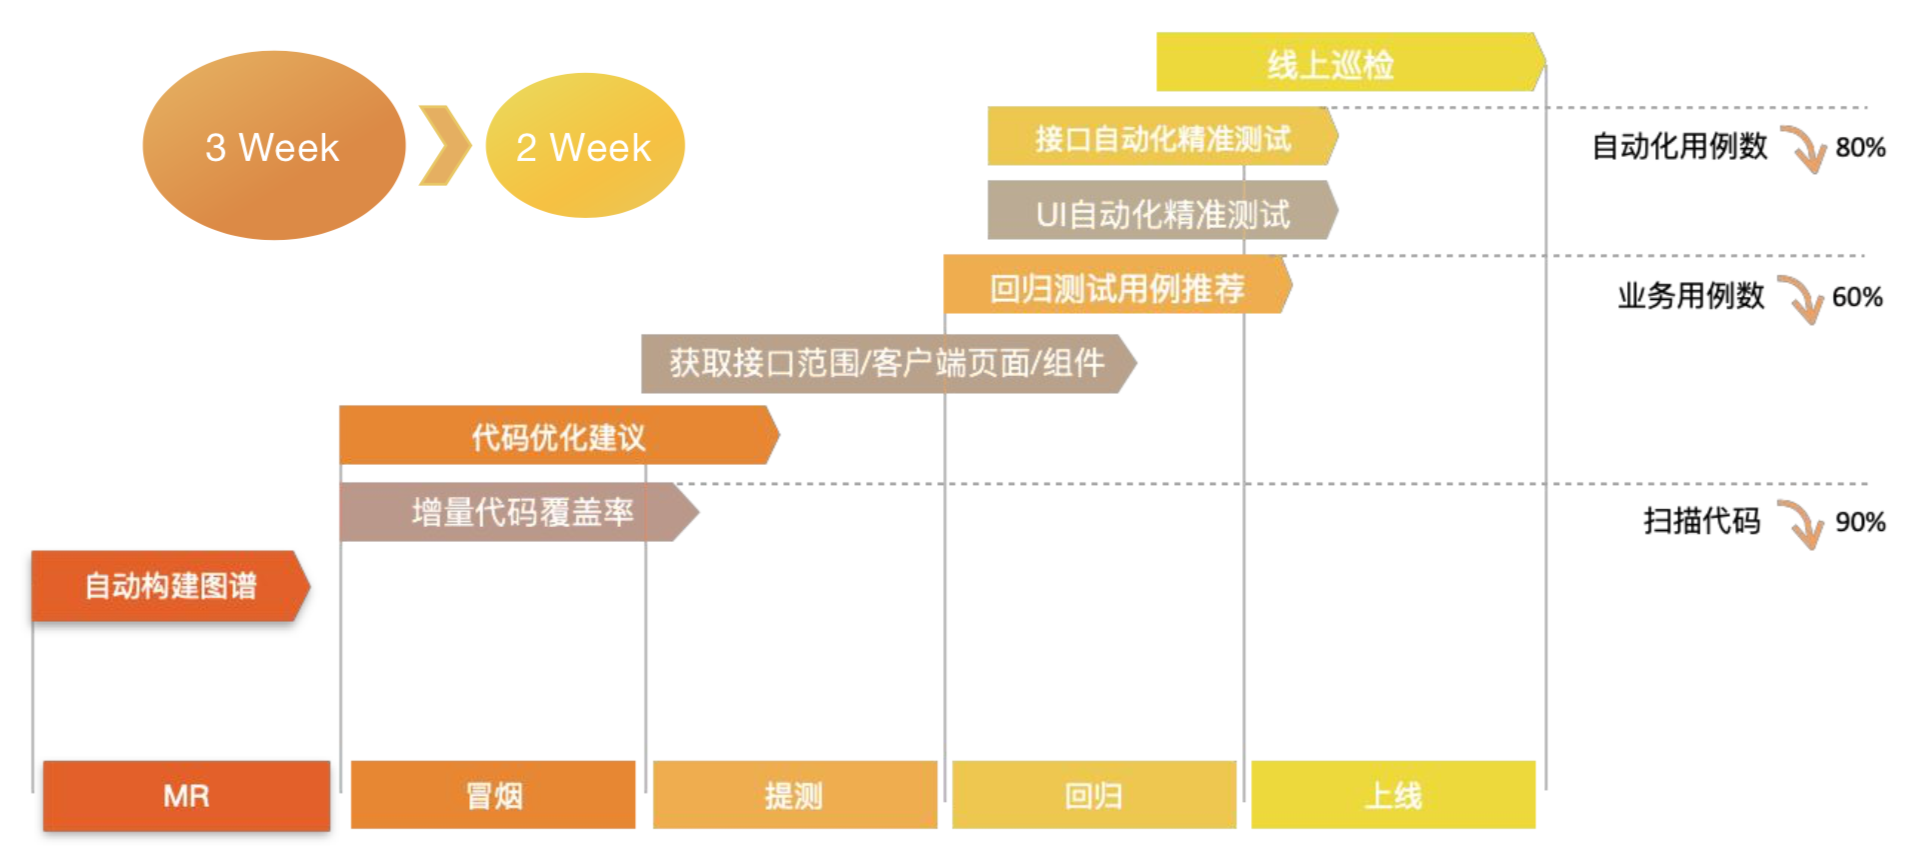 3 Week
2 Week
线上巡检
接口自动化精准测试
自动化用例数
80%
UI自动化精准测试
回归测试用例推荐
业务用例数
60%
获取接口范围/客户端页面/组件
代码优化建议
增量代码覆盖率
扫描代码
90%
自动构建图谱
MR
冒烟
提测
回归
上线